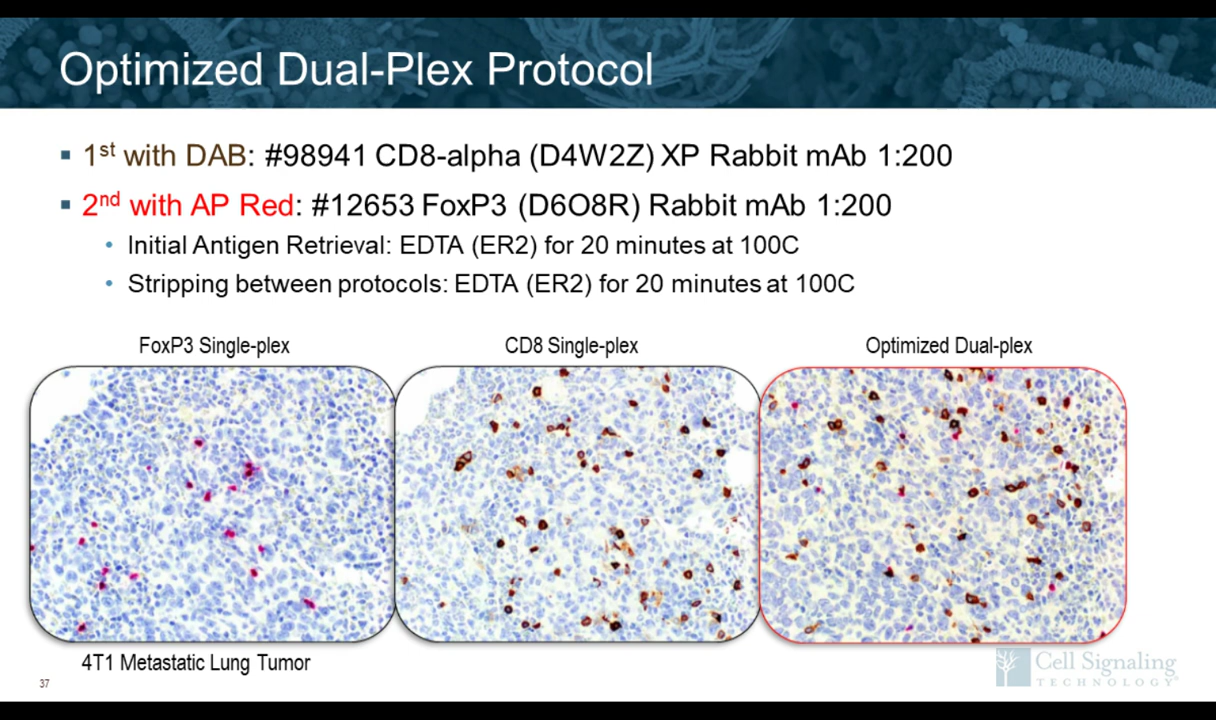 Optimized Dual-Plex Protocol
1st with DAB: #98941 CD8-alpha (D4W2Z) XP Rabbit mAb 1:200
2nd with AP Red: #12653 FoxP3 (D6O8R) Rabbit mAb 1:200
Initial Antigen Retrieval: EDTA (ER2) for 20 minutes at 100C
Stripping between protocols: EDTA (ER2) for 20 minutes at 100C
FoxP3 Single-plex
CD8 Single-plex
Optimized Dual-plex
4T1 Metastatic Lung Tumor
37
Cell Signaling
TECHNOLOGY®